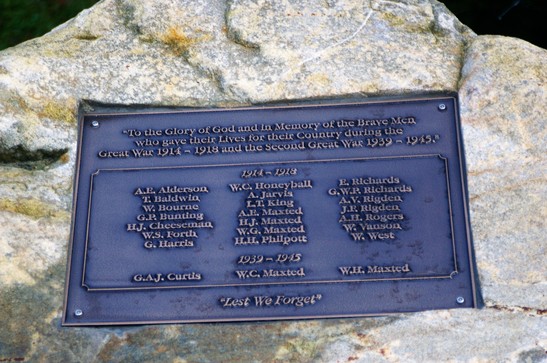 "To the Glory of God and in Memory of the Brave Men
who gave their Lives for their Country during the
Great War 1914 – 1918 and the Second Great War 1939 – 1945."
1914 – 1918
A.E. Alderson
T. Baldwin
W. Bourne
G.P. Bunting
H.J. Cheeseman
W.S. Forth
G. Harris
W.C. Honeyball
A. Jarvis
L.T. King
A.E. Maxted
H.J. Maxted
W.G. Maxted
H.H. Philpott
E. Richards
G.W.P. Richards
A.V. Rigden
J.F. Rigden
A.H. Rogers
W. Vanson
W. West
1939 – 1945
G.A.J. Curtis W.C. Maxted W.H. Maxted
"Lest We Forget"